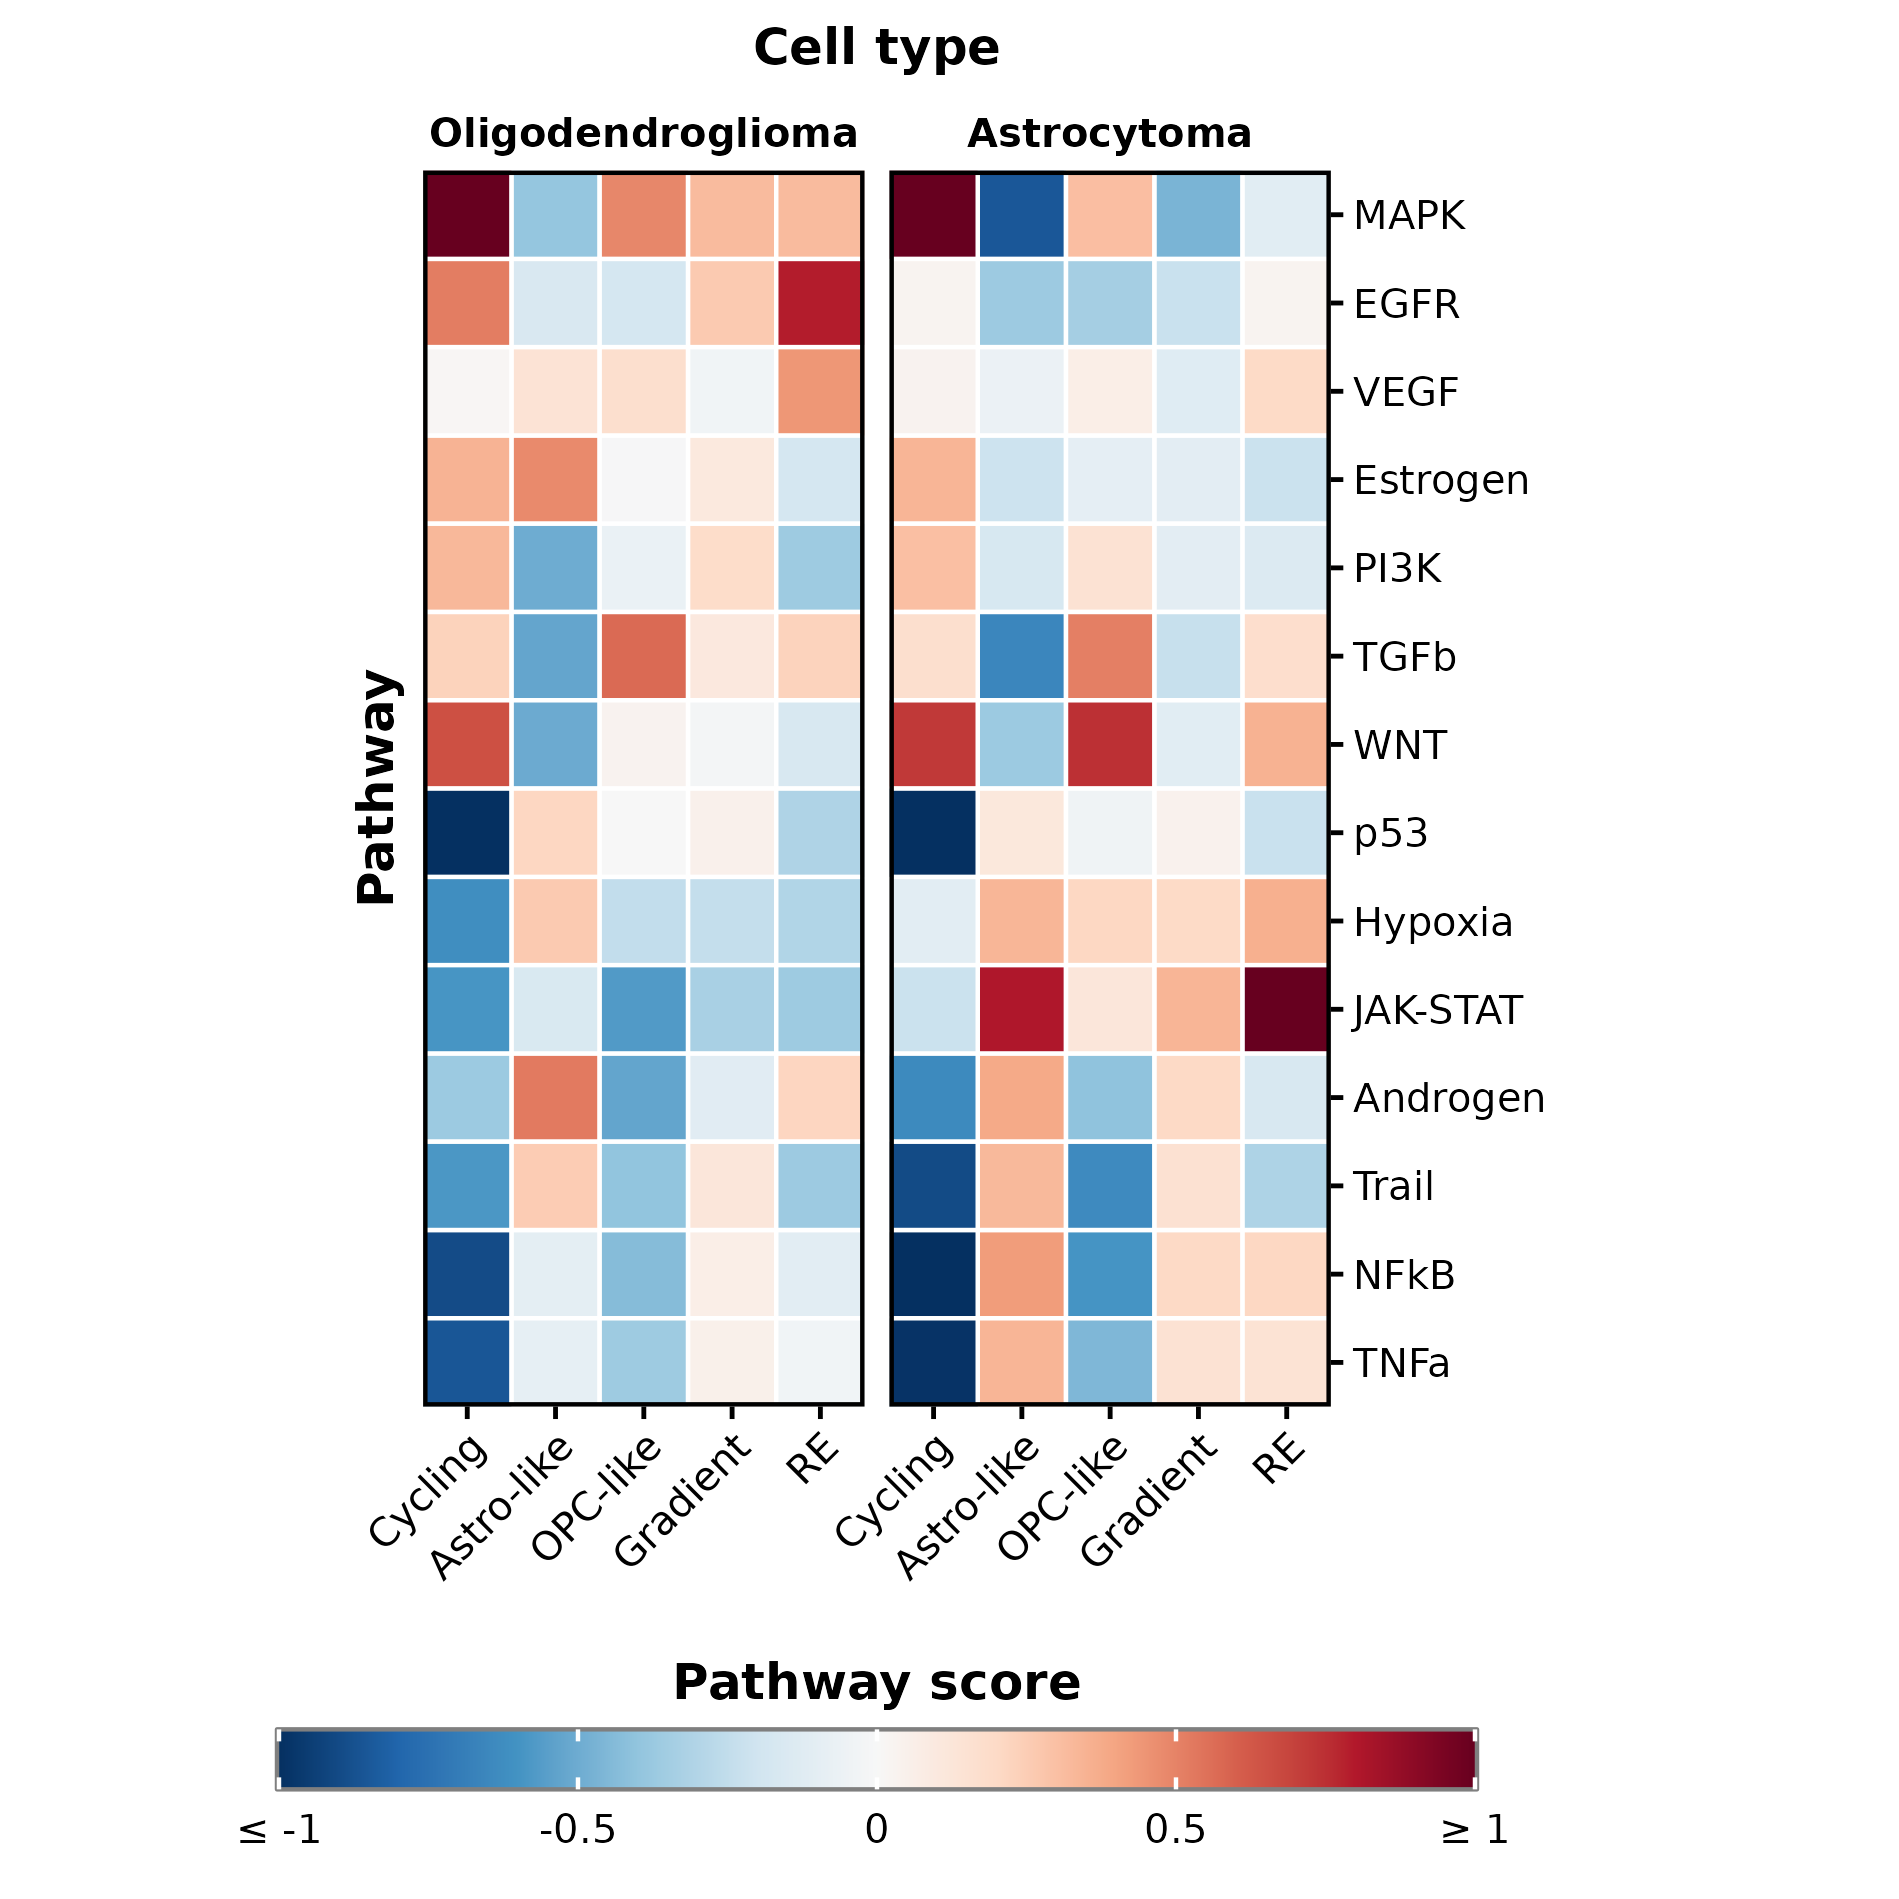 Cell type
Oligodendroglioma
Astrocytoma
MAPK
EGFR
VEGF
Estrogen
PI3K
TGFb
WNT
p53
Hypoxia
JAK-STAT
Androgen
Trail
NFkB
TNFa
Pathway
Cycling
Astro-like
OPC-like
Gradient
RE
Cycling
Astro-like
OPC-like
Gradient
RE
Pathway score
≤ -1
-0.5
0
0.5
≥ 1